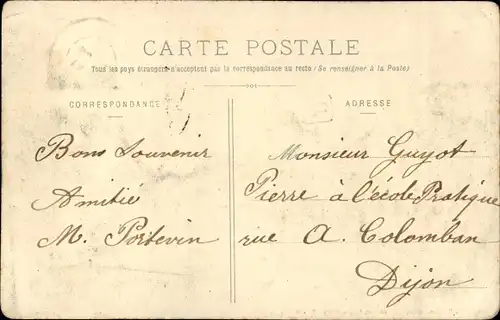 CARTE POSTALE
Tous les pays étrangers n'acceptent pas la correspondance au recto (Se renseigner à la Poste)
CORRESPONDANCE
ADRESSE
Bons Souvenir
Amitié
M. Portevin
Monsieur Guyot
Pierre à l'école Pratique
rue A. Colomban
Dijon